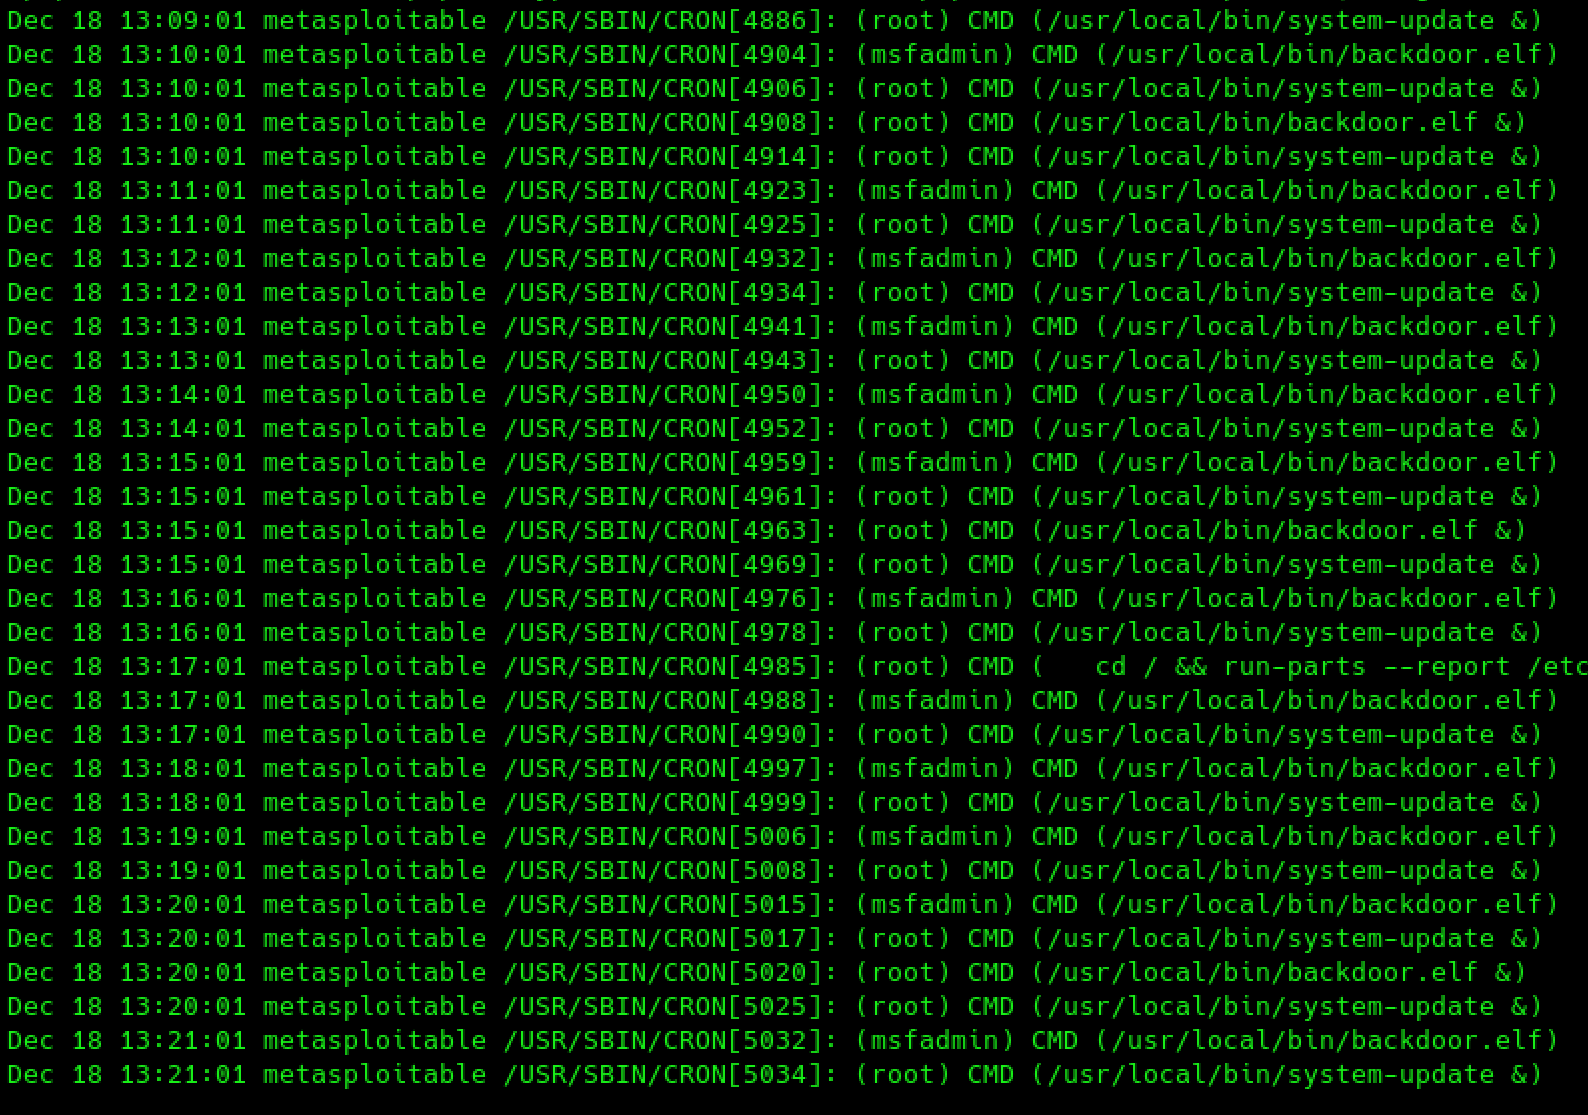 Dec 18 13:09:01 metasploitable /USR/SBIN/CRON[4886]: (root) CMD (/usr/local/bin/system-update &)
Dec 18 13:10:01 metasploitable /USR/SBIN/CRON[4904]: (msfadmin) CMD (/usr/local/bin/backdoor.elf)
Dec 18 13:10:01 metasploitable /USR/SBIN/CRON[4906]: (root) CMD (/usr/local/bin/system-update &)
Dec 18 13:10:01 metasploitable /USR/SBIN/CRON[4908]: (root) CMD (/usr/local/bin/backdoor.elf &)
Dec 18 13:10:01 metasploitable /USR/SBIN/CRON[4914]: (root) CMD (/usr/local/bin/system-update &)
Dec 18 13:11:01 metasploitable /USR/SBIN/CRON[4923]: (msfadmin) CMD (/usr/local/bin/backdoor.elf)
Dec 18 13:11:01 metasploitable /USR/SBIN/CRON[4925]: (root) CMD (/usr/local/bin/system-update &)
Dec 18 13:12:01 metasploitable /USR/SBIN/CRON[4932]: (msfadmin) CMD (/usr/local/bin/backdoor.elf)
Dec 18 13:12:01 metasploitable /USR/SBIN/CRON[4934]: (root) CMD (/usr/local/bin/system-update &)
Dec 18 13:13:01 metasploitable /USR/SBIN/CRON[4941]: (msfadmin) CMD (/usr/local/bin/backdoor.elf)
Dec 18 13:13:01 metasploitable /USR/SBIN/CRON[4943]: (root) CMD (/usr/local/bin/system-update &)
Dec 18 13:14:01 metasploitable /USR/SBIN/CRON[4950]: (msfadmin) CMD (/usr/local/bin/backdoor.elf)
Dec 18 13:14:01 metasploitable /USR/SBIN/CRON[4952]: (root) CMD (/usr/local/bin/system-update &)
Dec 18 13:15:01 metasploitable /USR/SBIN/CRON[4959]: (msfadmin) CMD (/usr/local/bin/backdoor.elf)
Dec 18 13:15:01 metasploitable /USR/SBIN/CRON[4961]: (root) CMD (/usr/local/bin/system-update &)
Dec 18 13:15:01 metasploitable /USR/SBIN/CRON[4963]: (root) CMD (/usr/local/bin/backdoor.elf &)
Dec 18 13:15:01 metasploitable /USR/SBIN/CRON[4969]: (root) CMD (/usr/local/bin/system-update &)
Dec 18 13:16:01 metasploitable /USR/SBIN/CRON[4976]: (msfadmin) CMD (/usr/local/bin/backdoor.elf)
Dec 18 13:16:01 metasploitable /USR/SBIN/CRON[4978]: (root) CMD (/usr/local/bin/system-update &)
Dec 18 13:17:01 metasploitable /USR/SBIN/CRON[4985]: (root) CMD (   cd / && run-parts --report /etc
Dec 18 13:17:01 metasploitable /USR/SBIN/CRON[4988]: (msfadmin) CMD (/usr/local/bin/backdoor.elf)
Dec 18 13:17:01 metasploitable /USR/SBIN/CRON[4990]: (root) CMD (/usr/local/bin/system-update &)
Dec 18 13:18:01 metasploitable /USR/SBIN/CRON[4997]: (msfadmin) CMD (/usr/local/bin/backdoor.elf)
Dec 18 13:18:01 metasploitable /USR/SBIN/CRON[4999]: (root) CMD (/usr/local/bin/system-update &)
Dec 18 13:19:01 metasploitable /USR/SBIN/CRON[5006]: (msfadmin) CMD (/usr/local/bin/backdoor.elf)
Dec 18 13:19:01 metasploitable /USR/SBIN/CRON[5008]: (root) CMD (/usr/local/bin/system-update &)
Dec 18 13:20:01 metasploitable /USR/SBIN/CRON[5015]: (msfadmin) CMD (/usr/local/bin/backdoor.elf)
Dec 18 13:20:01 metasploitable /USR/SBIN/CRON[5017]: (root) CMD (/usr/local/bin/system-update &)
Dec 18 13:20:01 metasploitable /USR/SBIN/CRON[5020]: (root) CMD (/usr/local/bin/backdoor.elf &)
Dec 18 13:20:01 metasploitable /USR/SBIN/CRON[5025]: (root) CMD (/usr/local/bin/system-update &)
Dec 18 13:21:01 metasploitable /USR/SBIN/CRON[5032]: (msfadmin) CMD (/usr/local/bin/backdoor.elf)
Dec 18 13:21:01 metasploitable /USR/SBIN/CRON[5034]: (root) CMD (/usr/local/bin/system-update &)